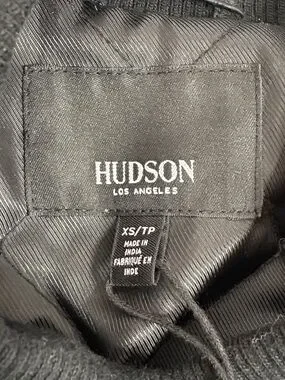 HUDSON
LOS ANGELES
XS/TP
MADE IN
INDIA
FABRIQUÉ EN
INDE